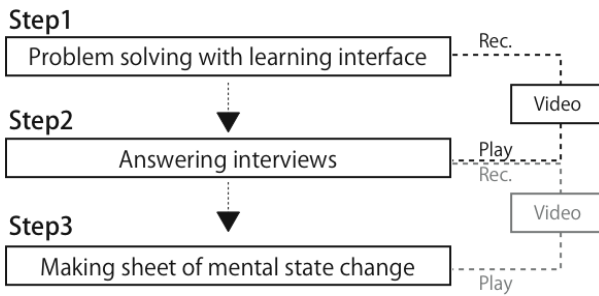 Step1
Rec.
Problem solving with learning interface
Video
Step2
Play
Answering interviews
Rec.
Video
Step3
Making sheet of mental state change
Play